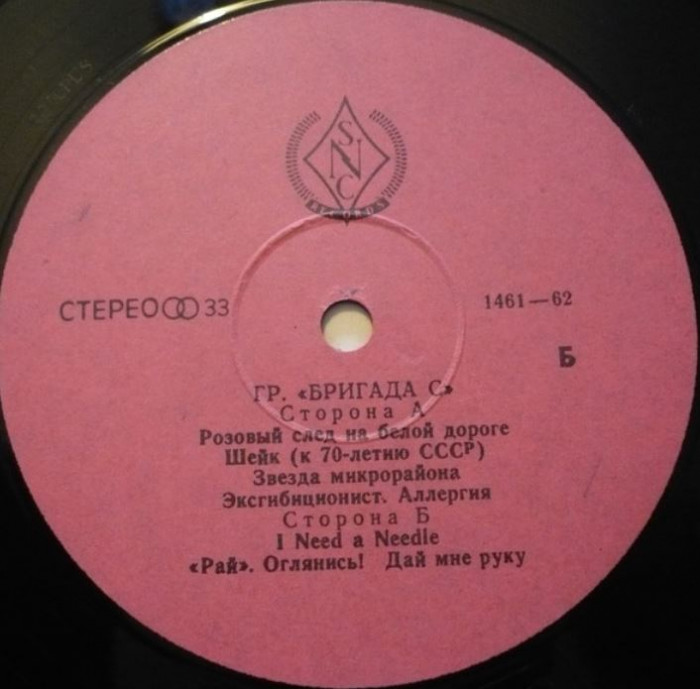 S
N
C
RECORDS
СТЕРЕО 33
1461—62
Б
ГР. «БРИГАДА С»
Сторона А
Розовый след на белой дороге
Шейк (к 70-летию СССР)
Звезда микрорайона
Эксгибиционист. Аллергия
Сторона Б
I Need a Needle
«Рай». Оглянись! Дай мне руку